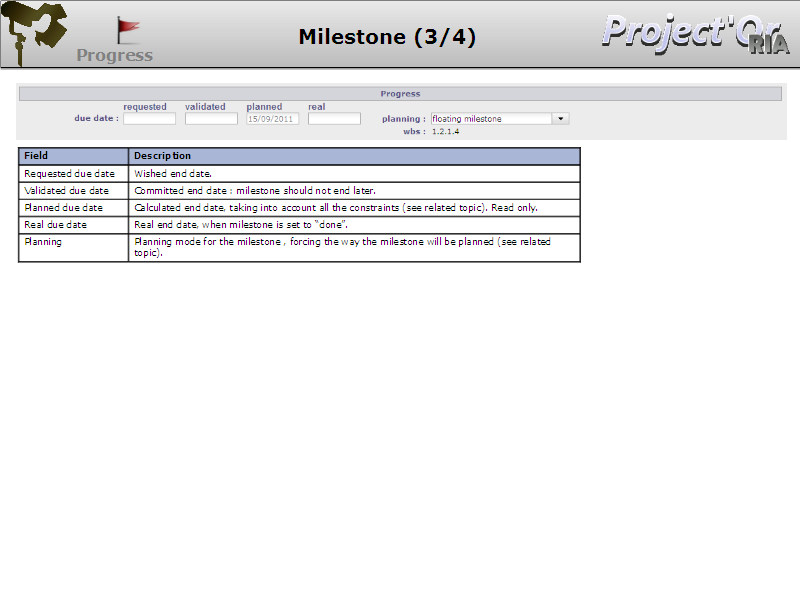 Milestone (3/4)
Project'Or
RIA
Progress
Progress
requested validated planned real
due date : 15/09/2011 planning : floating milestone
wbs : 1.2.1.4
Field Description
Requested due date Wished end date.
Validated due date Committed end date : milestone should not end later.
Planned due date Calculated end date, taking into account all the constraints (see related topic). Read only.
Real due date Real end date, when milestone is set to “done”.
Planning Planning mode for the milestone , forcing the way the milestone will be planned (see related
topic).